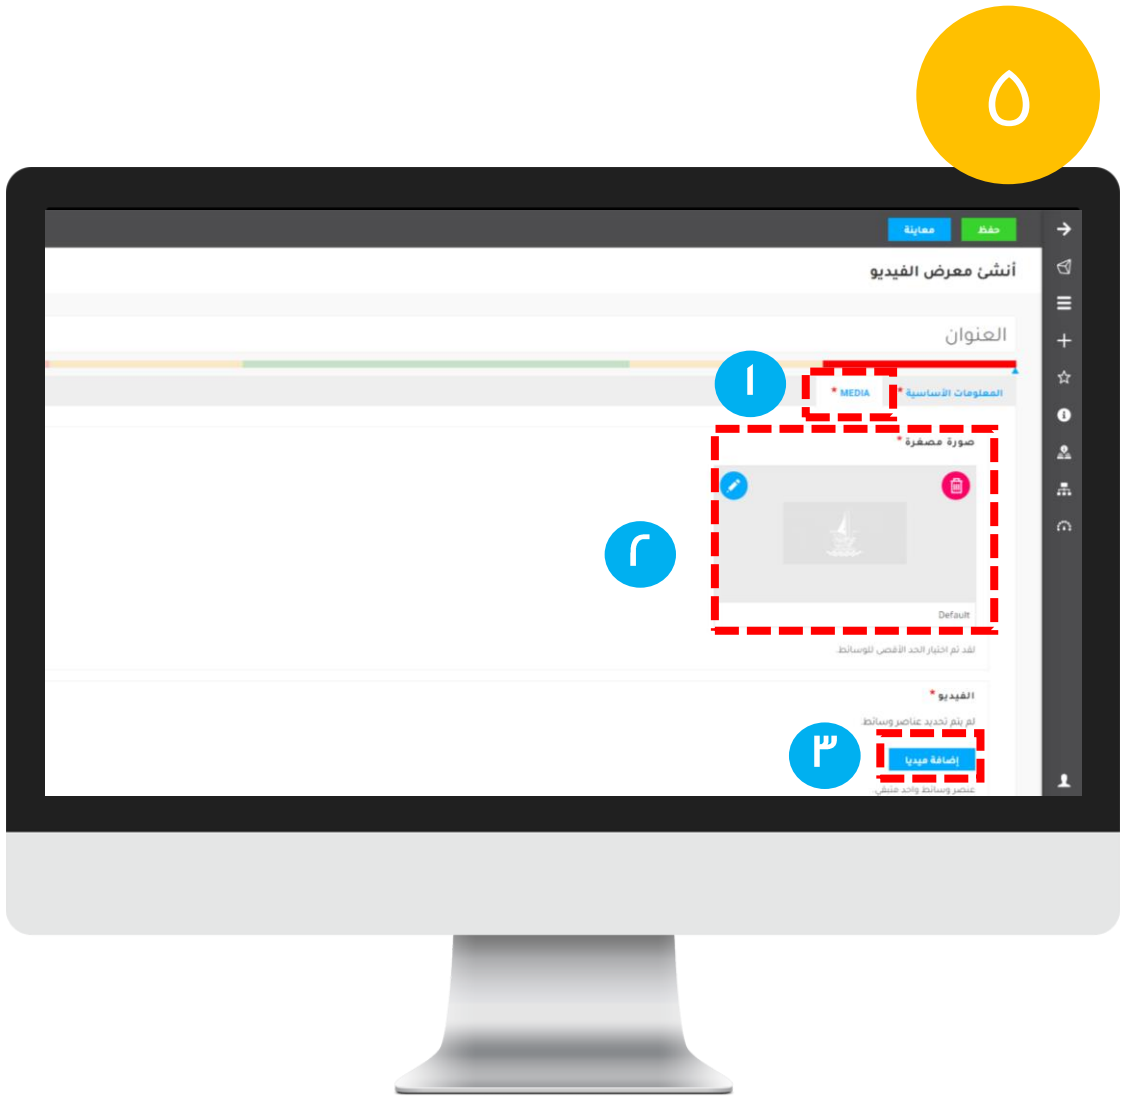 ٥
حفظ معاينة
أنشئ معرض الفيديو
العنوان
المعلومات الأساسية * MEDIA *
١
صورة مصغرة *
٢
Default
لقد تم اختيار الحد الأقصى للوسائط.
الفيديو *
لم يتم تحديد عناصر وسائط.
إضافة ميديا
٣
عنصر وسائط واحد متبقي.